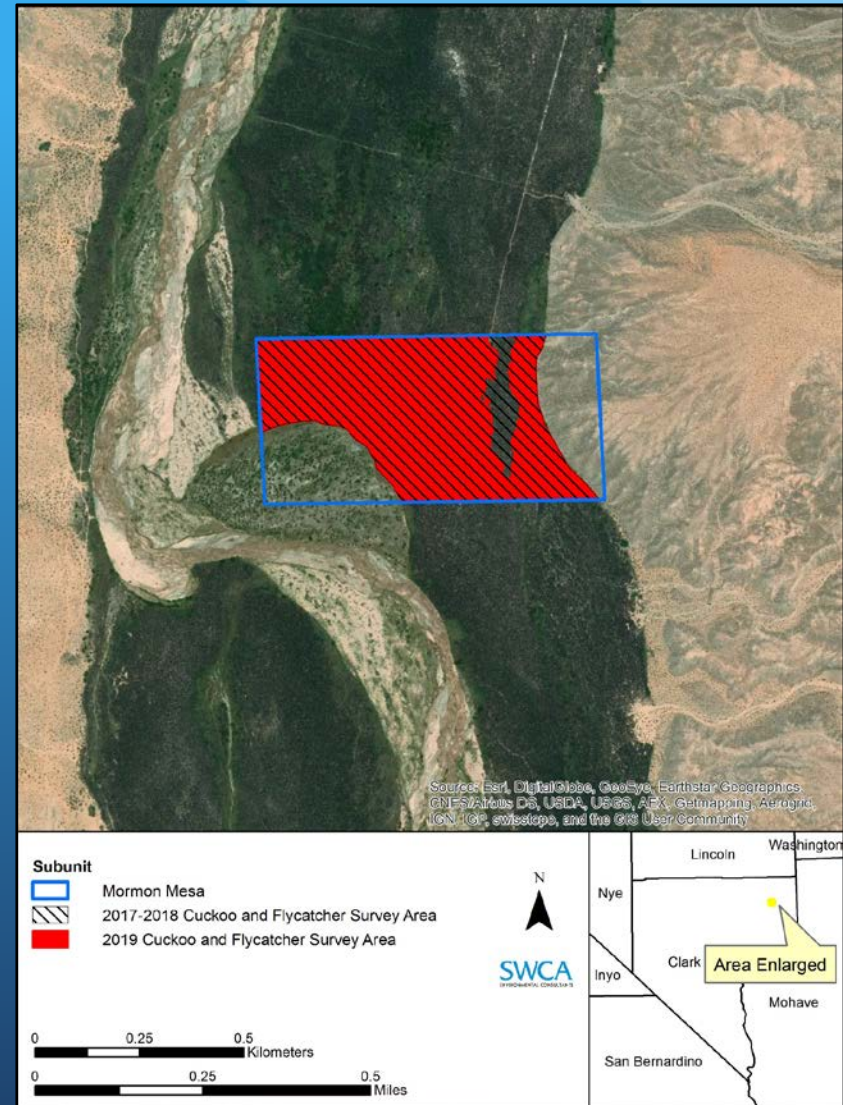 Source: Esri, DigitalGlobe, GeoEye, Earthstar Geographics,
CNES/Airbus DS, USDA, USGS, AEX, Getmapping, Aerogrid,
IGN, IGP, swisstopo, and the GIS User Community
Subunit
Mormon Mesa
2017-2018 Cuckoo and Flycatcher Survey Area
2019 Cuckoo and Flycatcher Survey Area
N
SWCA
ENVIRONMENTAL CONSULTANTS
0 0.25 0.5
Kilometers
0 0.25 0.5
Miles
Washington
Lincoln
Nye
Clark
Area Enlarged
Inyo
Mohave
San Bernardino